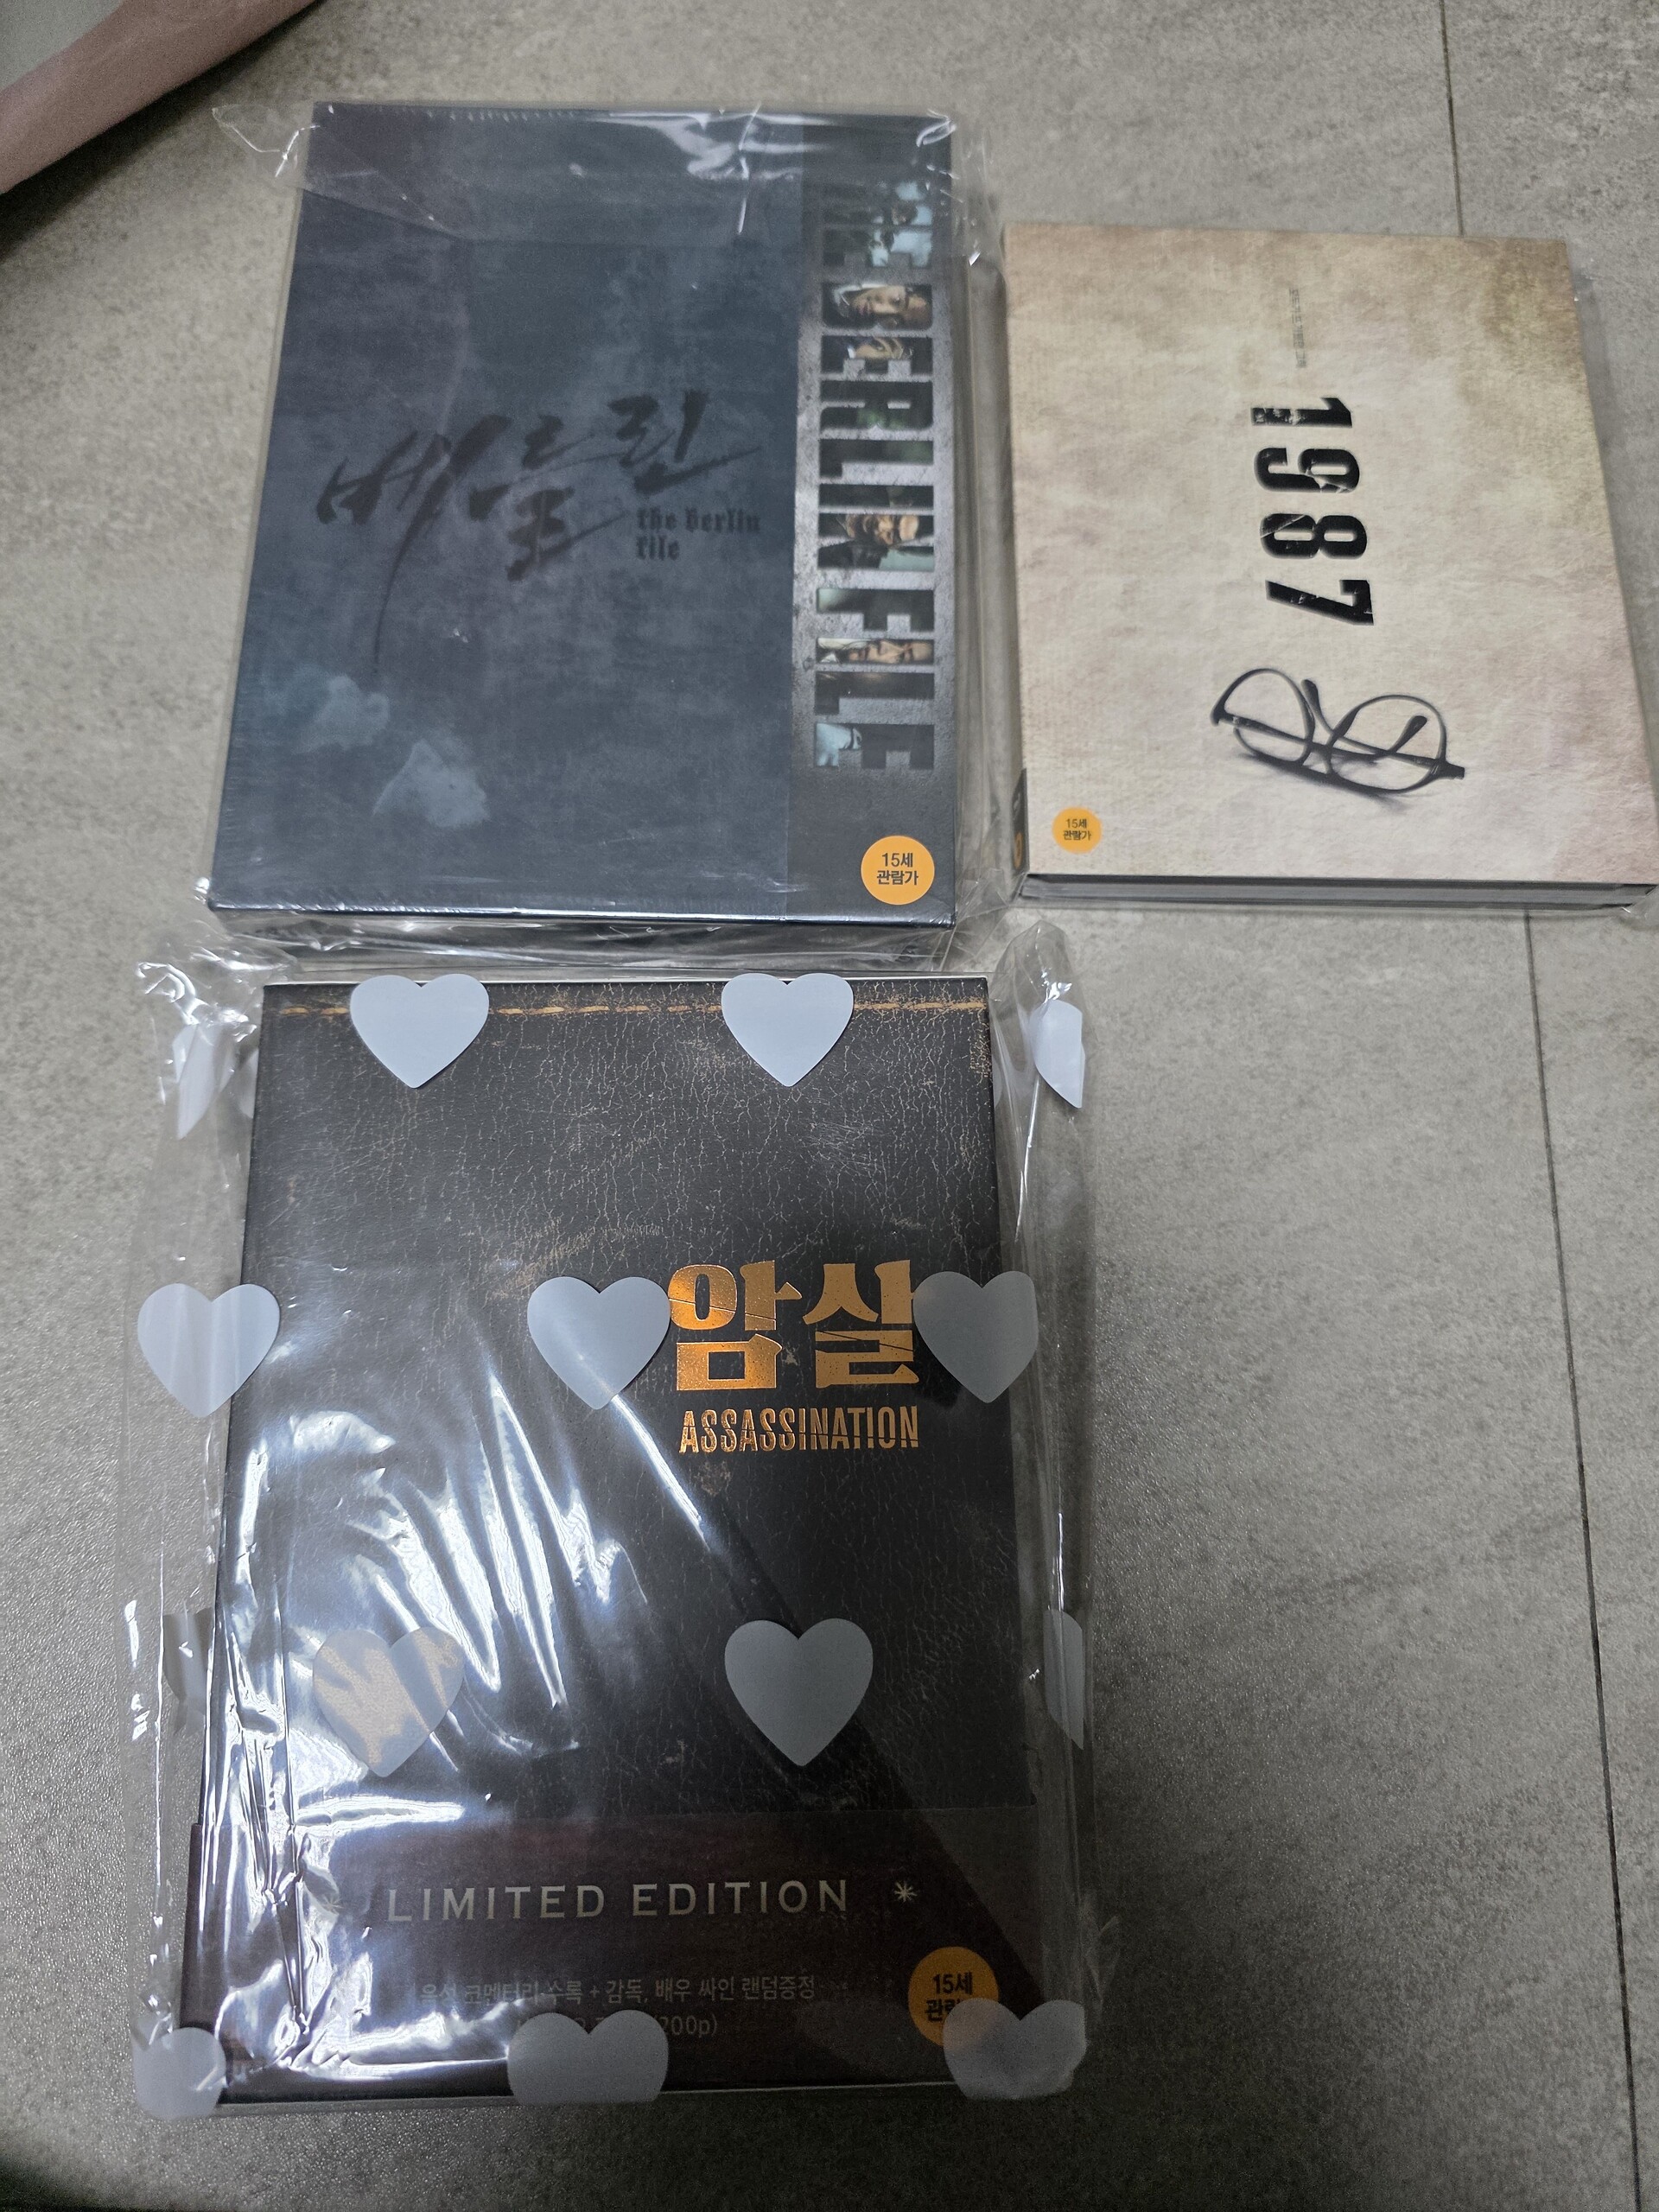 베를린
the berlin
file
THE BERLIN FILE
15세
관람가
1987
15세
관람가
암살
ASSASSINATION
LIMITED EDITION
코멘터리 수록 + 감독, 배우 싸인 랜덤증정
200p)
15세